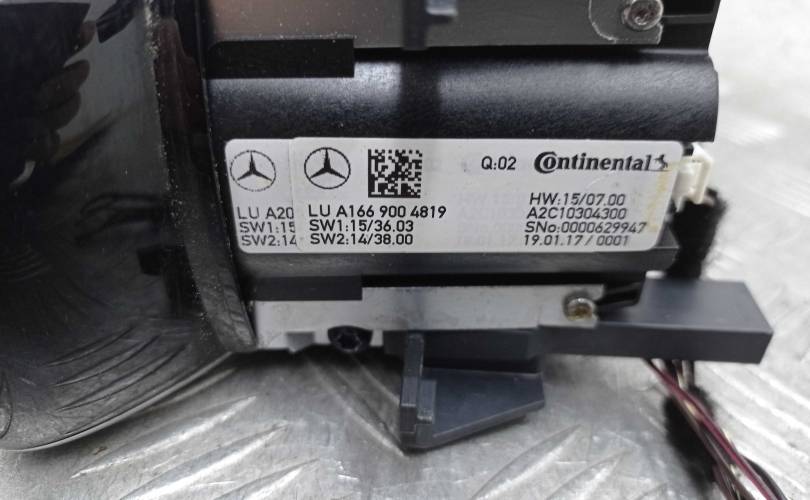 Q:02 Continental
LU A20 LU A166 900 4819 HW:15/07.00
A2C10304300
SW1:15 SW1:15/36.03 SNo:0000629947
SW2:14 SW2:14/38.00 19.01.17 / 0001